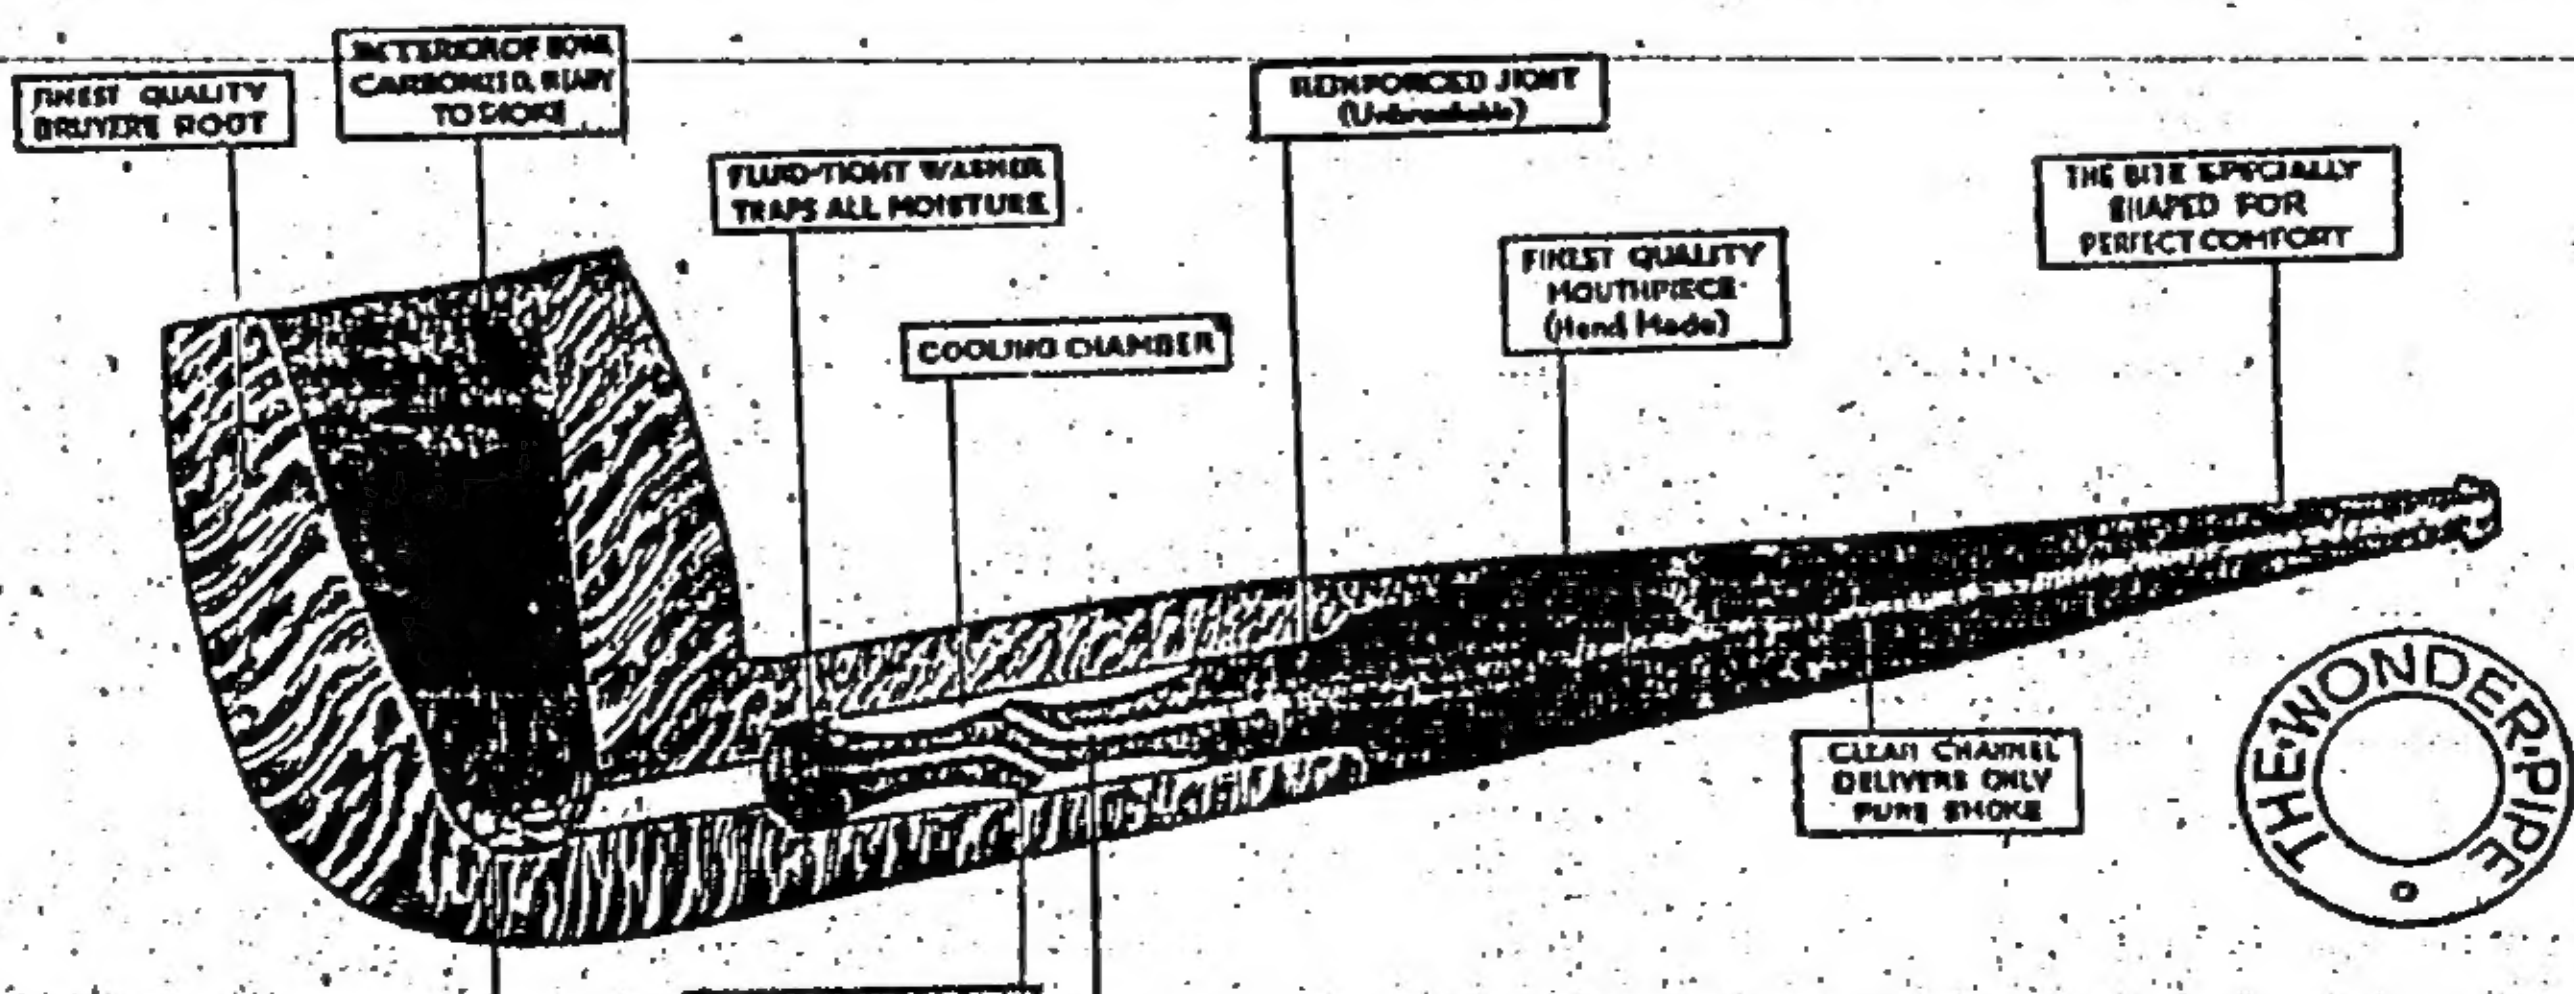 FINEST QUALITY
BRUYERE ROOT
INTERIOR OF BOWL
CARBONIZED, READY
TO SMOKE
FLUID-TIGHT WASHER
TRAPS ALL MOISTURE
COOLING CHAMBER
REINFORCED JOINT
(Unbreakable)
FINEST QUALITY
MOUTHPIECE
(Hand Made)
THE BITE SPECIALLY
SHAPED FOR
PERFECT COMFORT
CLEAN CHANNEL
DELIVERS ONLY
PURE SMOKE
THE·WONDER·PIPE